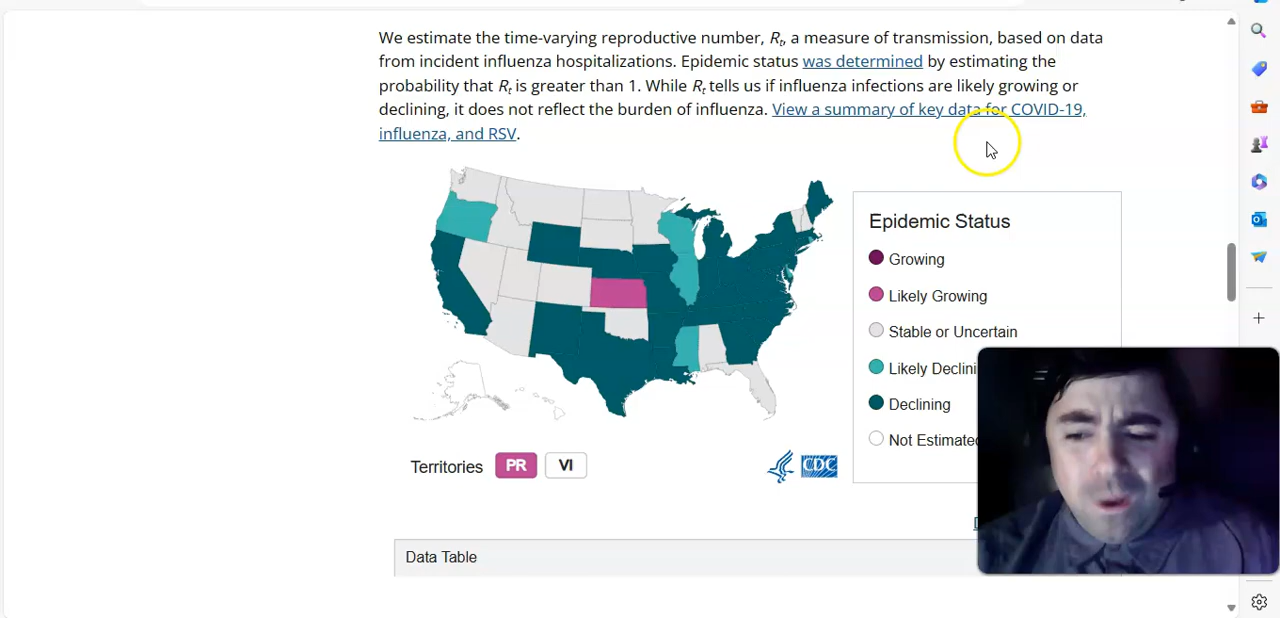 We estimate the time-varying reproductive number, Rt, a measure of transmission, based on data
from incident influenza hospitalizations. Epidemic status was determined by estimating the
probability that Rt is greater than 1. While Rt tells us if influenza infections are likely growing or
declining, it does not reflect the burden of influenza. View a summary of key data for COVID-19,
influenza, and RSV.
Epidemic Status
Growing
Likely Growing
Stable or Uncertain
Likely Declini
Declining
Not Estimated
Territories PR VI
CDC
D
Data Table